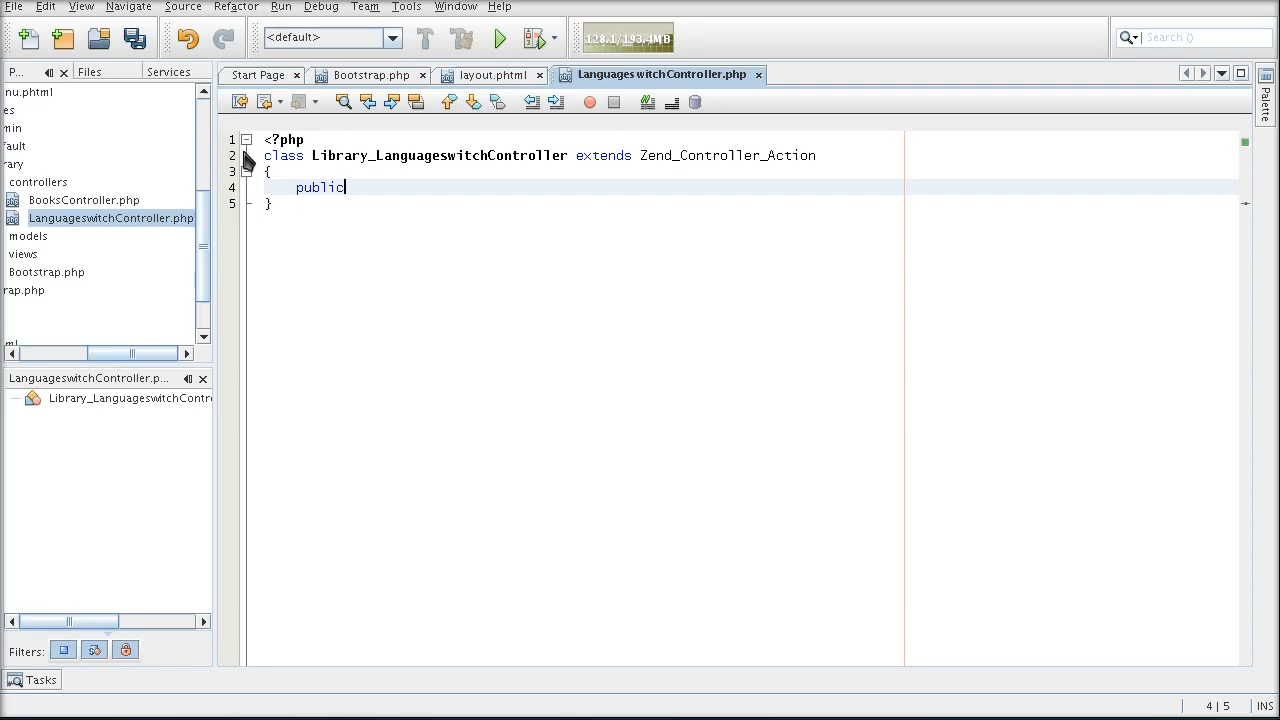 File Edit View Navigate Source Refactor Run Debug Team Tools Window Help
<default>
128.1/193.4MB
Search ()
P... Files Services
Start Page Bootstrap.php layout.phtml LanguageswitchController.php
Palette
nu.phtml
es
min
fault
rary
controllers
BooksController.php
LanguageswitchController.php
models
views
Bootstrap.php
rap.php
ml
1 <?php
2 class Library_LanguageswitchController extends Zend_Controller_Action
3 {
4 public
5 }
LanguageswitchController.p...
Library_LanguageswitchContr
Filters:
Tasks
4 | 5 INS